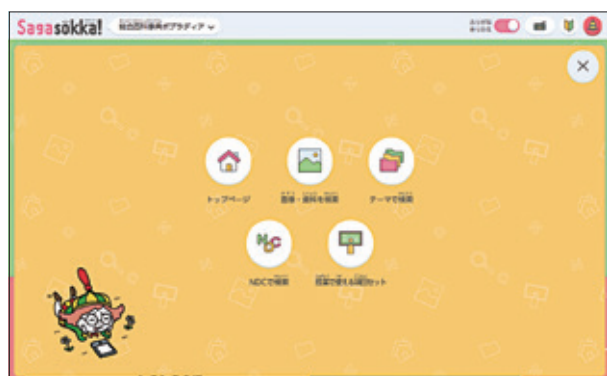 Sagasokka!
総合百科事典ポプラディア
トップページ
画像・資料を検索
テーマで検索
NDCで検索
授業で使える4択セット